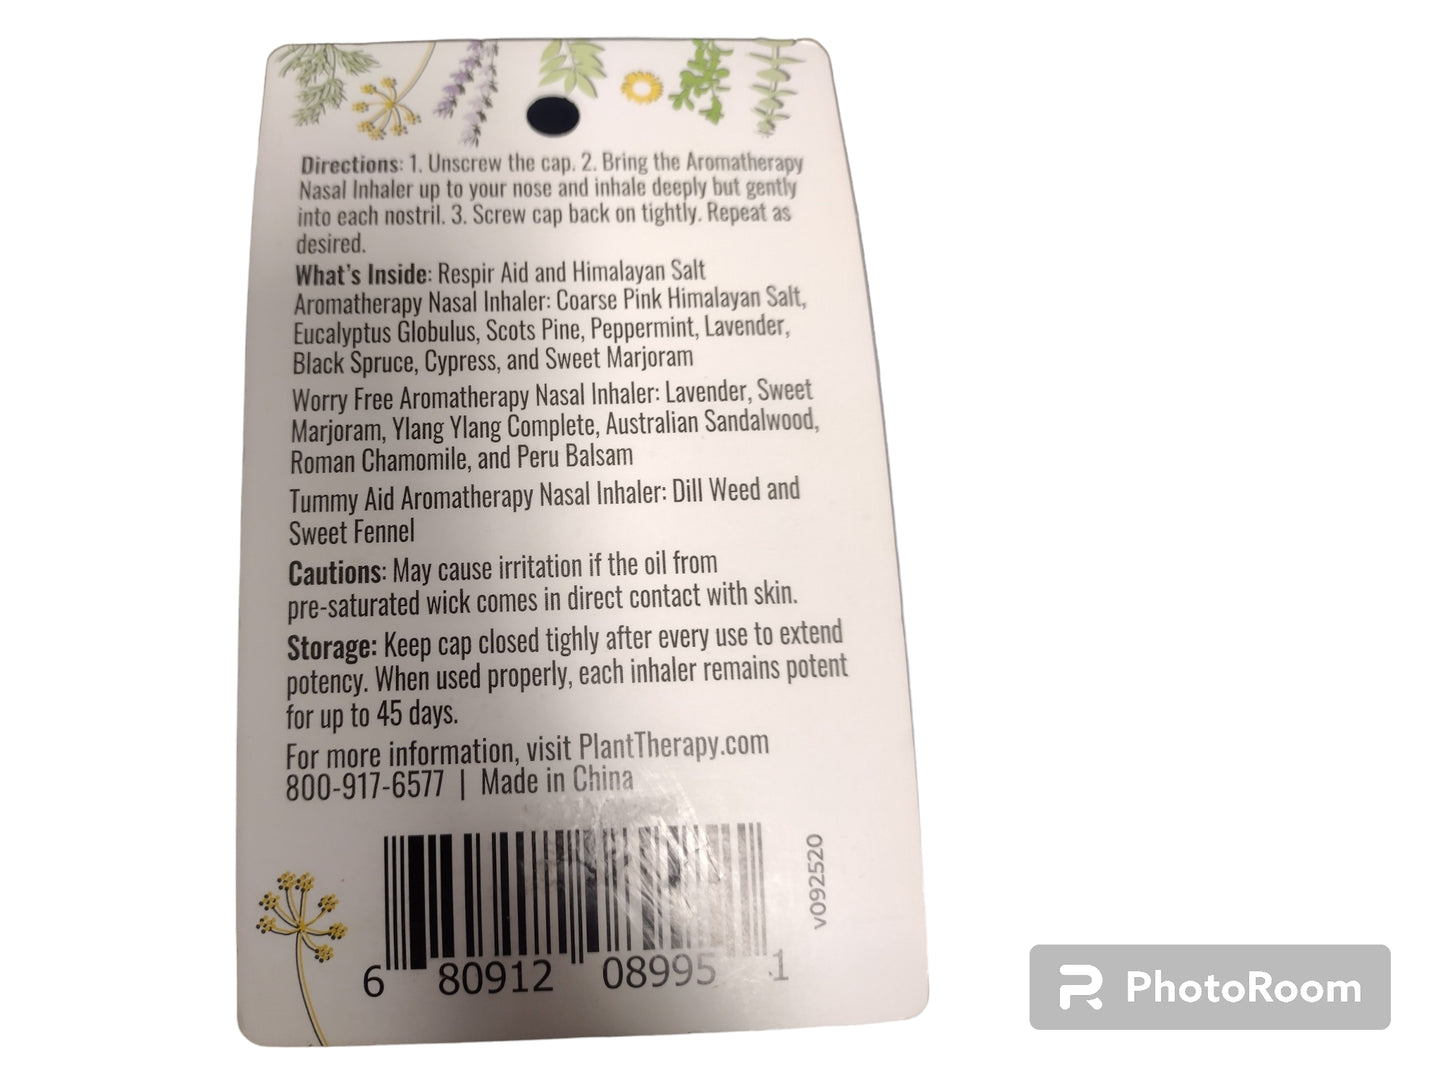 Directions: 1. Unscrew the cap. 2. Bring the Aromatherapy
Nasal Inhaler up to your nose and inhale deeply but gently
into each nostril. 3. Screw cap back on tightly. Repeat as
desired.
What's Inside: Respir Aid and Himalayan Salt
Aromatherapy Nasal Inhaler: Coarse Pink Himalayan Salt,
Eucalyptus Globulus, Scots Pine, Peppermint, Lavender,
Black Spruce, Cypress, and Sweet Marjoram
Worry Free Aromatherapy Nasal Inhaler: Lavender, Sweet
Marjoram, Ylang Ylang Complete, Australian Sandalwood,
Roman Chamomile, and Peru Balsam
Tummy Aid Aromatherapy Nasal Inhaler: Dill Weed and
Sweet Fennel
Cautions: May cause irritation if the oil from
pre-saturated wick comes in direct contact with skin.
Storage: Keep cap closed tighly after every use to extend
potency. When used properly, each inhaler remains potent
for up to 45 days.
For more information, visit PlantTherapy.com
800-917-6577 | Made in China
v092520
6 80912 08995 1
PhotoRoom